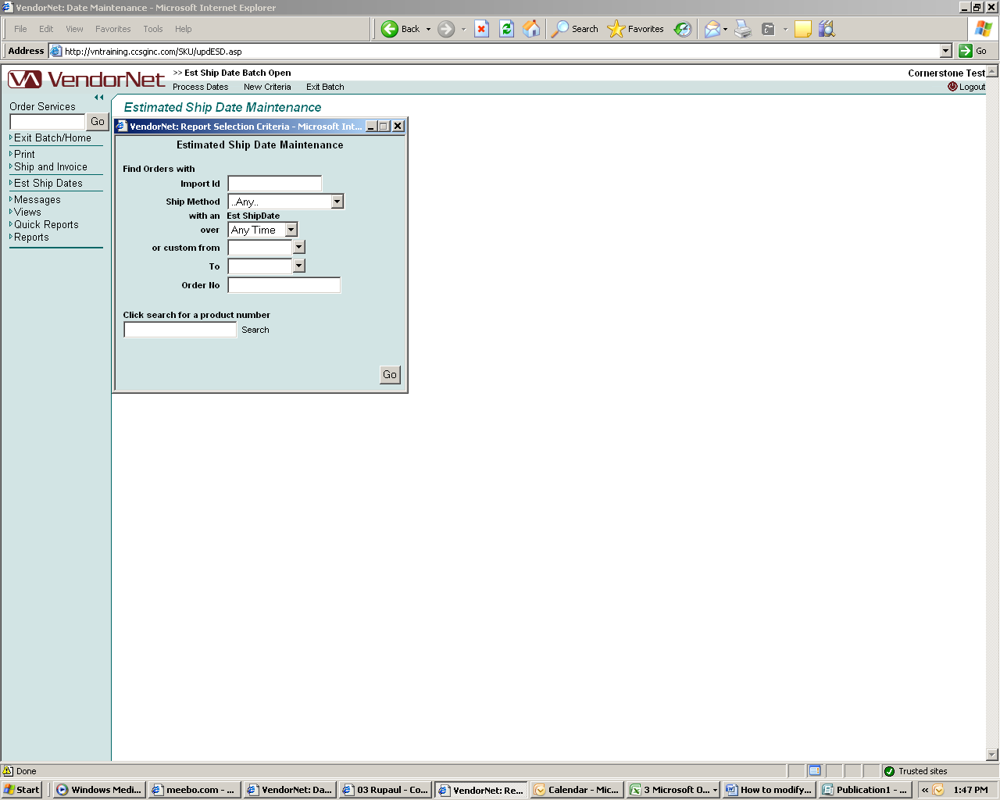 VendorNet: Date Maintenance - Microsoft Internet Explorer
File Edit View Favorites Tools Help
Back Search Favorites
Address http://vntraining.ccsginc.com/SKU/updESD.asp Go
VA VendorNet
>> Est Ship Date Batch Open
Cornerstone Test
Process Dates New Criteria Exit Batch
Logout
Order Services
Go
Exit Batch/Home
Print
Ship and Invoice
Est Ship Dates
Messages
Views
Quick Reports
Reports
Estimated Ship Date Maintenance
VendorNet: Report Selection Criteria - Microsoft Int...
Estimated Ship Date Maintenance
Find Orders with
Import Id
Ship Method ..Any..
with an Est ShipDate
over Any Time
or custom from
To
Order No
Click search for a product number
Search
Go
Done
Trusted sites
Start Windows Medi... meebo.com - ... VendorNet: Da... 03 Rupaul - Co... VendorNet: Re... Calendar - Mic... 3 Microsoft O... How to modify... Publication1 - ... « 1:47 PM